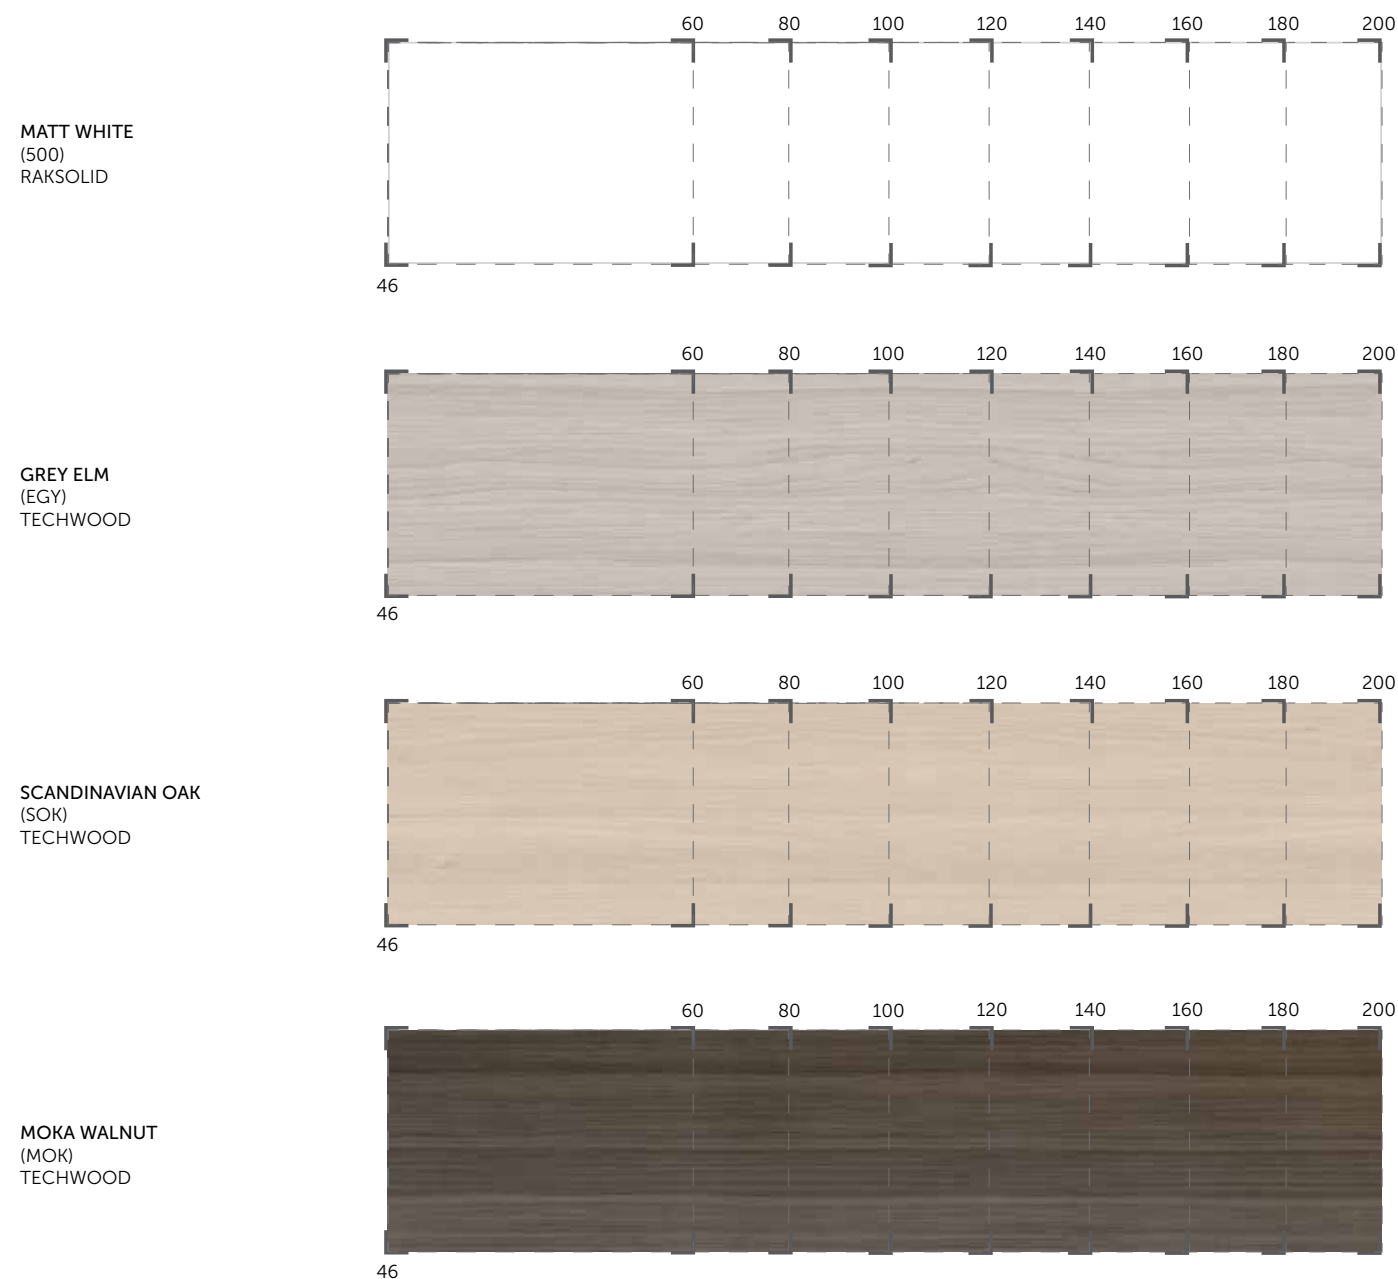 60 80 100 120 140 160 180 200
MATT WHITE
(500)
RAKSOLID
46
60 80 100 120 140 160 180 200
GREY ELM
(EGY)
TECHWOOD
46
60 80 100 120 140 160 180 200
SCANDINAVIAN OAK
(SOK)
TECHWOOD
46
60 80 100 120 140 160 180 200
MOKA WALNUT
(MOK)
TECHWOOD
46